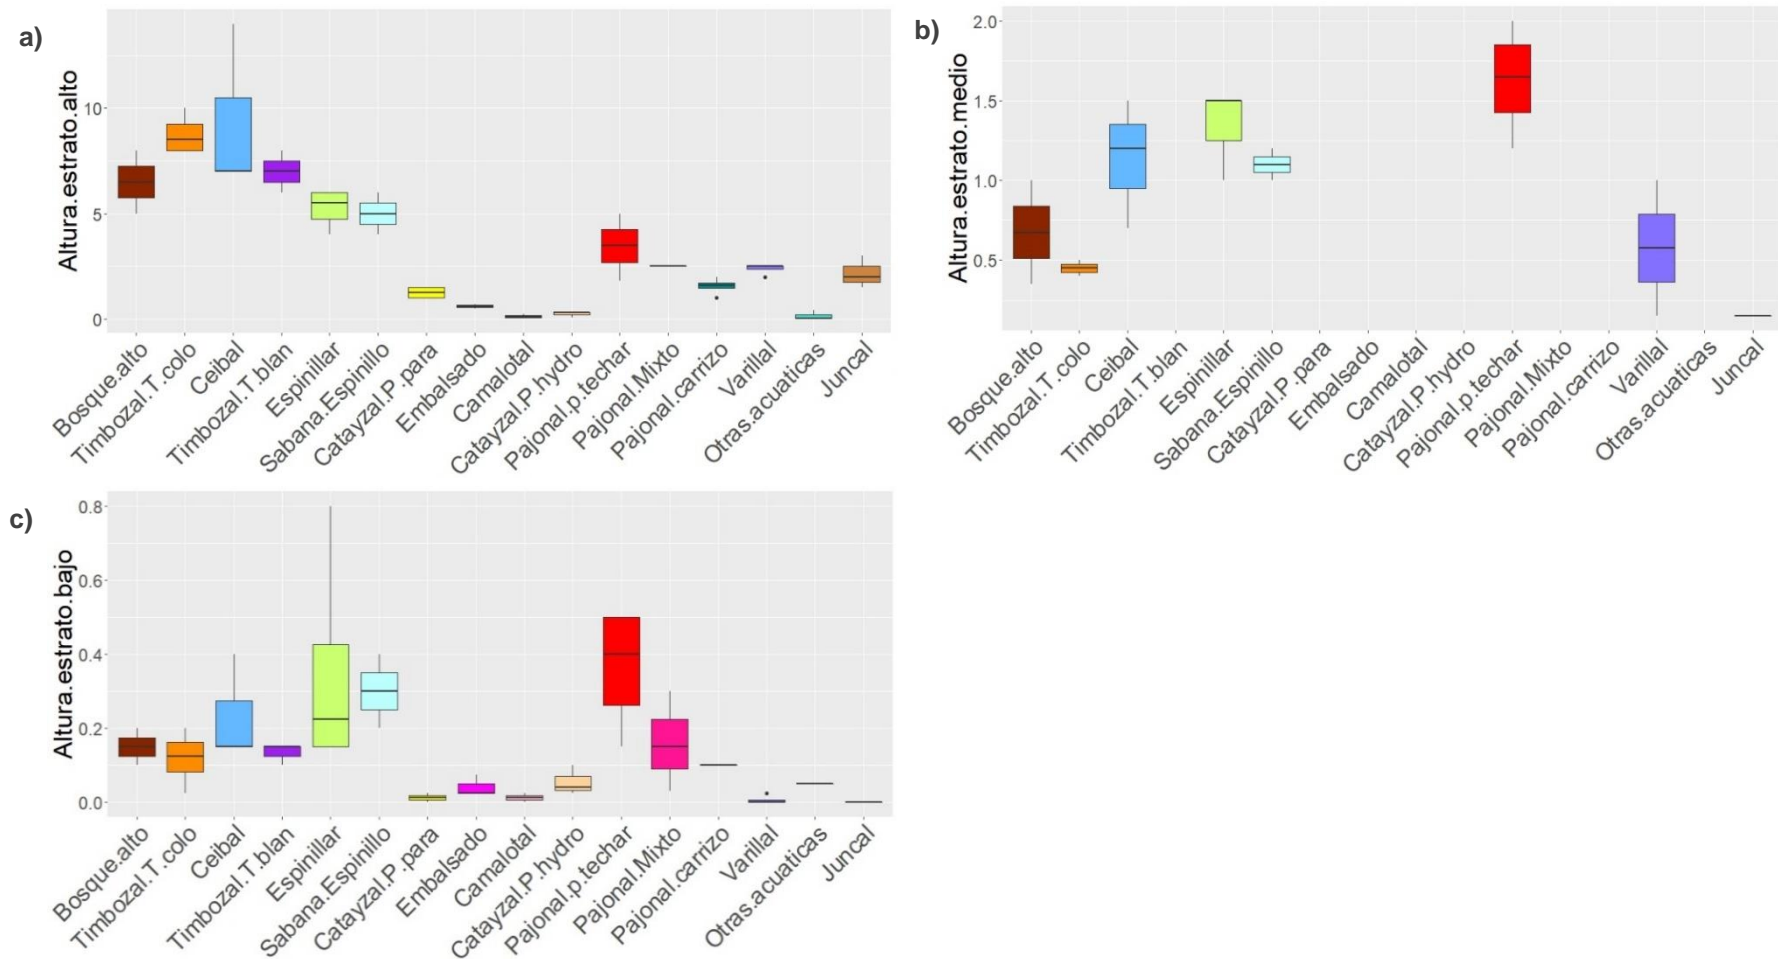 a)
Altura.estrato.alto
10
5
0
Bosque.alto
Timbozal.T.colo
Ceibal
Timbozal.T.blan
Espinillar
Sabana.Espinillo
Catayzal.P.para
Embalsado
Camalotal
Catayzal.P.hydro
Pajonal.p.techar
Pajonal.Mixto
Pajonal.carrizo
Varillal
Otras.acuaticas
Juncal
b)
Altura.estrato.medio
2.0
1.5
1.0
0.5
Bosque.alto
Timbozal.T.colo
Ceibal
Timbozal.T.blan
Espinillar
Sabana.Espinillo
Catayzal.P.para
Embalsado
Camalotal
Catayzal.P.hydro
Pajonal.p.techar
Pajonal.Mixto
Pajonal.carrizo
Varillal
Otras.acuaticas
Juncal
c)
Altura.estrato.bajo
0.8
0.6
0.4
0.2
0.0
Bosque.alto
Timbozal.T.colo
Ceibal
Timbozal.T.blan
Espinillar
Sabana.Espinillo
Catayzal.P.para
Embalsado
Camalotal
Catayzal.P.hydro
Pajonal.p.techar
Pajonal.Mixto
Pajonal.carrizo
Varillal
Otras.acuaticas
Juncal